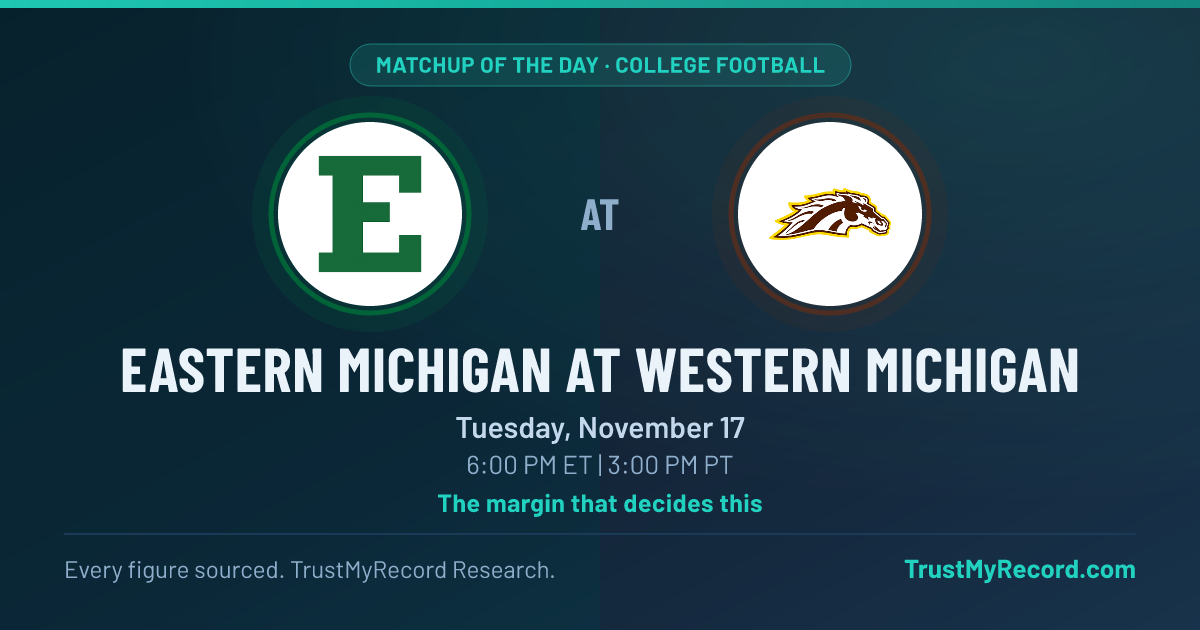 MATCHUP OF THE DAY · COLLEGE FOOTBALL
E
AT
EASTERN MICHIGAN AT WESTERN MICHIGAN
Tuesday, November 17
6:00 PM ET | 3:00 PM PT
The margin that decides this
Every figure sourced. TrustMyRecord Research.
TrustMyRecord.com